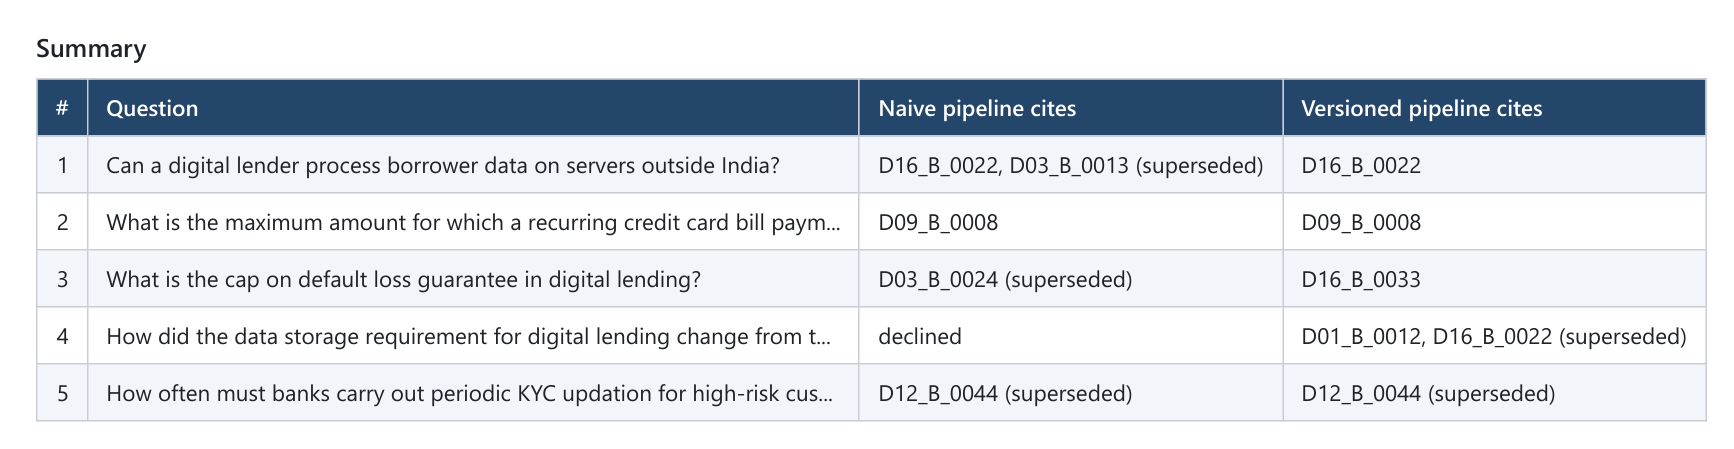 Summary
# Question Naive pipeline cites Versioned pipeline cites
1 Can a digital lender process borrower data on servers outside India? D16_B_0022, D03_B_0013 (superseded) D16_B_0022
2 What is the maximum amount for which a recurring credit card bill paym... D09_B_0008 D09_B_0008
3 What is the cap on default loss guarantee in digital lending? D03_B_0024 (superseded) D16_B_0033
4 How did the data storage requirement for digital lending change from t... declined D01_B_0012, D16_B_0022 (superseded)
5 How often must banks carry out periodic KYC updation for high-risk cus... D12_B_0044 (superseded) D12_B_0044 (superseded)